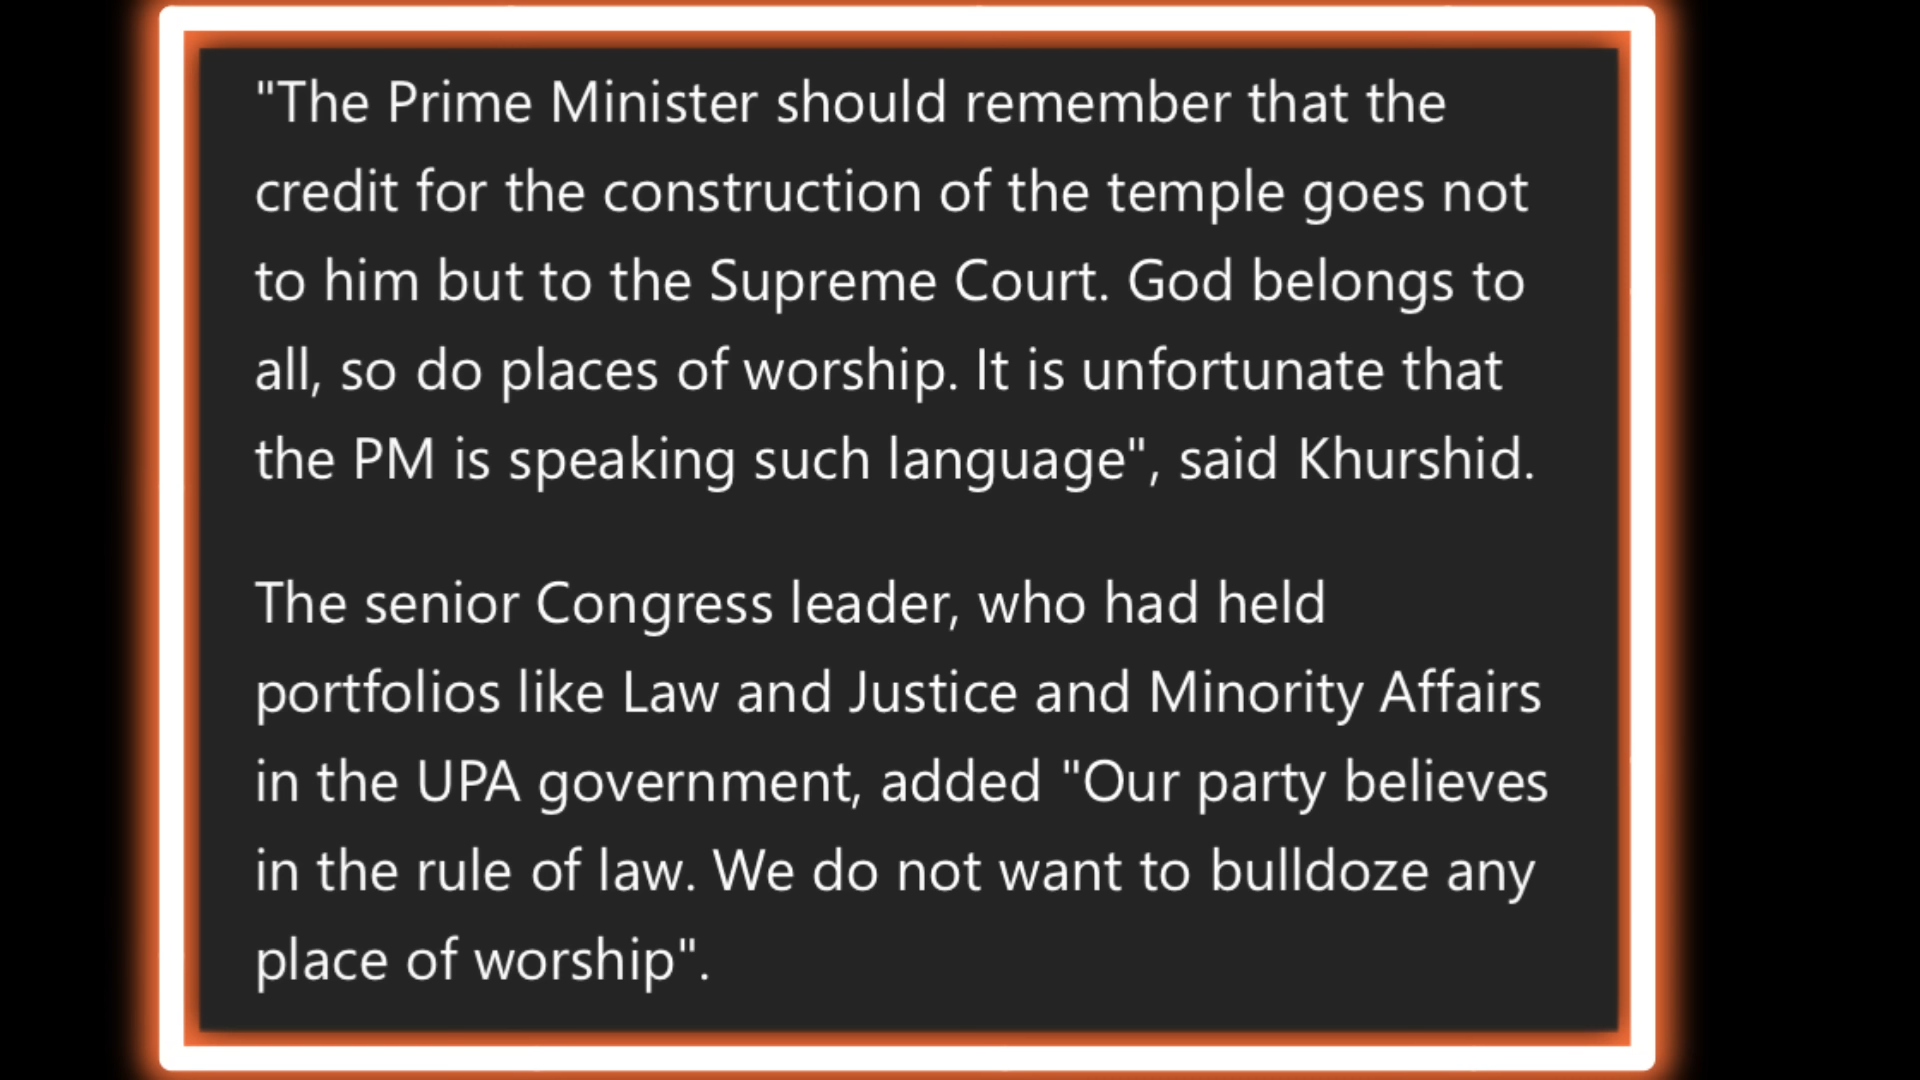 "The Prime Minister should remember that the
credit for the construction of the temple goes not
to him but to the Supreme Court. God belongs to
all, so do places of worship. It is unfortunate that
the PM is speaking such language", said Khurshid.
The senior Congress leader, who had held
portfolios like Law and Justice and Minority Affairs
in the UPA government, added "Our party believes
in the rule of law. We do not want to bulldoze any
place of worship".